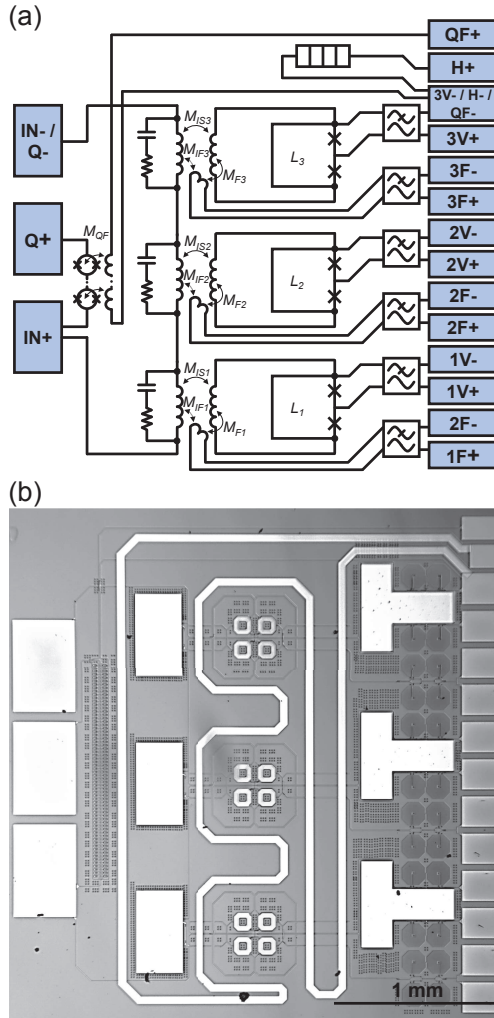 (a)
QF+
H+
3V- / H- /
QF-
3V+
3F-
3F+
2V-
2V+
2F-
2F+
1V-
1V+
2F-
1F+
IN- /
Q-
Q+
IN+
M_QF
M_IS3
M_IF3
M_F3
L_3
M_IS2
M_IF2
M_F2
L_2
M_IS1
M_IF1
M_F1
L_1
(b)
1 mm